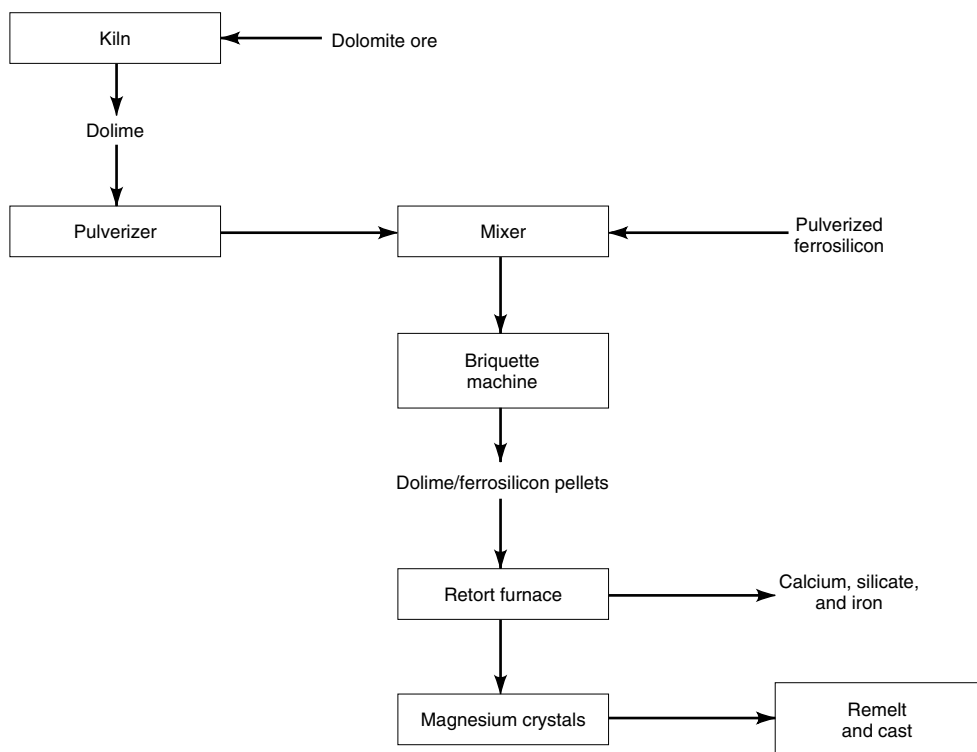 Kiln
Dolomite ore
Dolime
Pulverizer
Mixer
Pulverized
ferrosilicon
Briquette
machine
Dolime/ferrosilicon pellets
Retort furnace
Calcium, silicate,
and iron
Magnesium crystals
Remelt
and cast